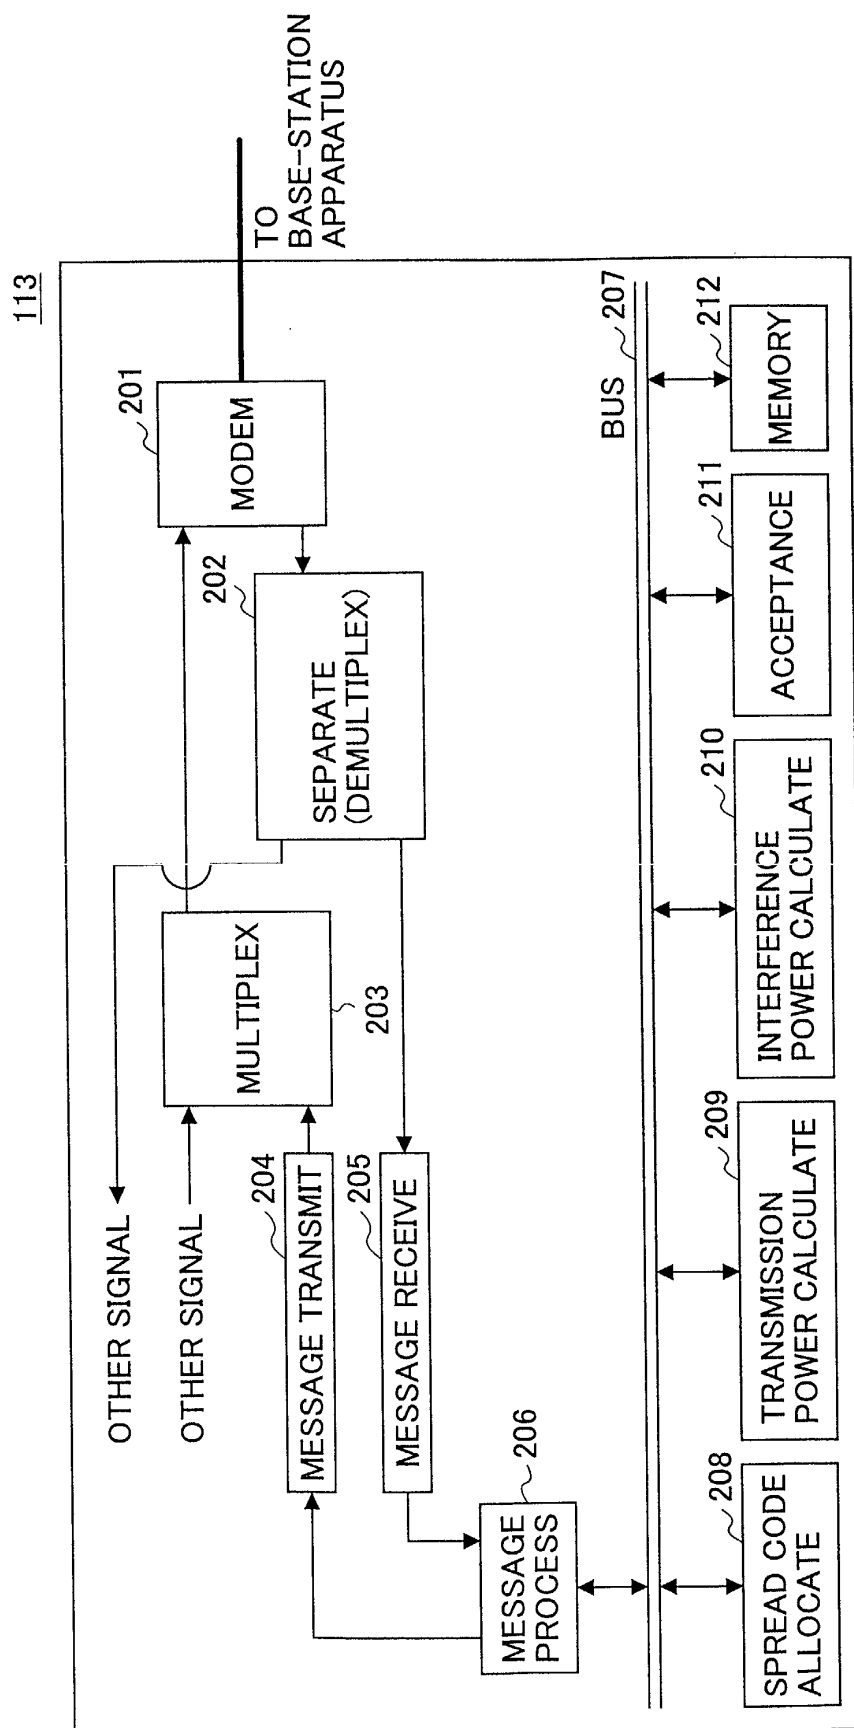 113
TO
BASE-STATION
APPARATUS
201
MODEM
202
SEPARATE
(DEMULTIPLEX)
MULTIPLEX
203
OTHER SIGNAL
OTHER SIGNAL
204
MESSAGE TRANSMIT
205
MESSAGE RECEIVE
206
MESSAGE
PROCESS
BUS
207
208
SPREAD CODE
ALLOCATE
209
TRANSMISSION
POWER CALCULATE
210
INTERFERENCE
POWER CALCULATE
211
ACCEPTANCE
212
MEMORY